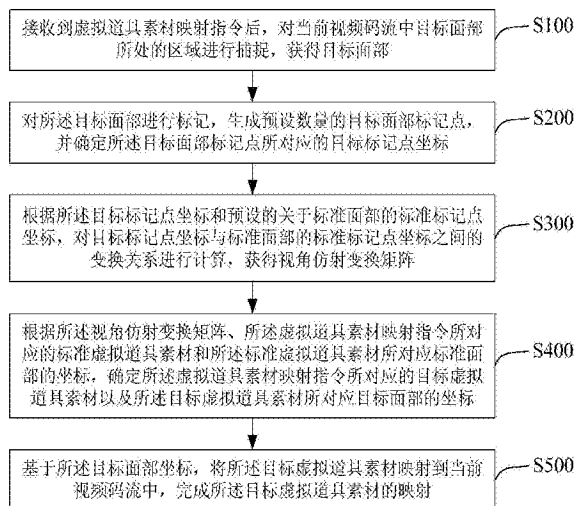 接收到虚拟道具素材映射指令后，对当前视频码流中目标面部
所处的区域进行捕捉，获得目标面部
S100
对所述目标面部进行标记，生成预设数量的目标面部标记点，
并确定所述目标面部标记点所对应的目标标记点坐标
S200
根据所述目标标记点坐标和预设的关于标准面部的标准标记点
坐标，对目标标记点坐标与标准面部的标准标记点坐标之间的
变换关系进行计算，获得视角仿射变换矩阵
S300
根据所述视角仿射变换矩阵、所述虚拟道具素材映射指令所对
应的标准虚拟道具素材和所述标准虚拟道具素材所对应标准面
部的坐标，确定所述虚拟道具素材映射指令所对应的目标虚拟
道具素材以及所述目标虚拟道具素材所对应目标面部的坐标
S400
基于所述目标面部坐标，将所述目标虚拟道具素材映射到当前
视频码流中，完成所述目标虚拟道具素材的映射
S500